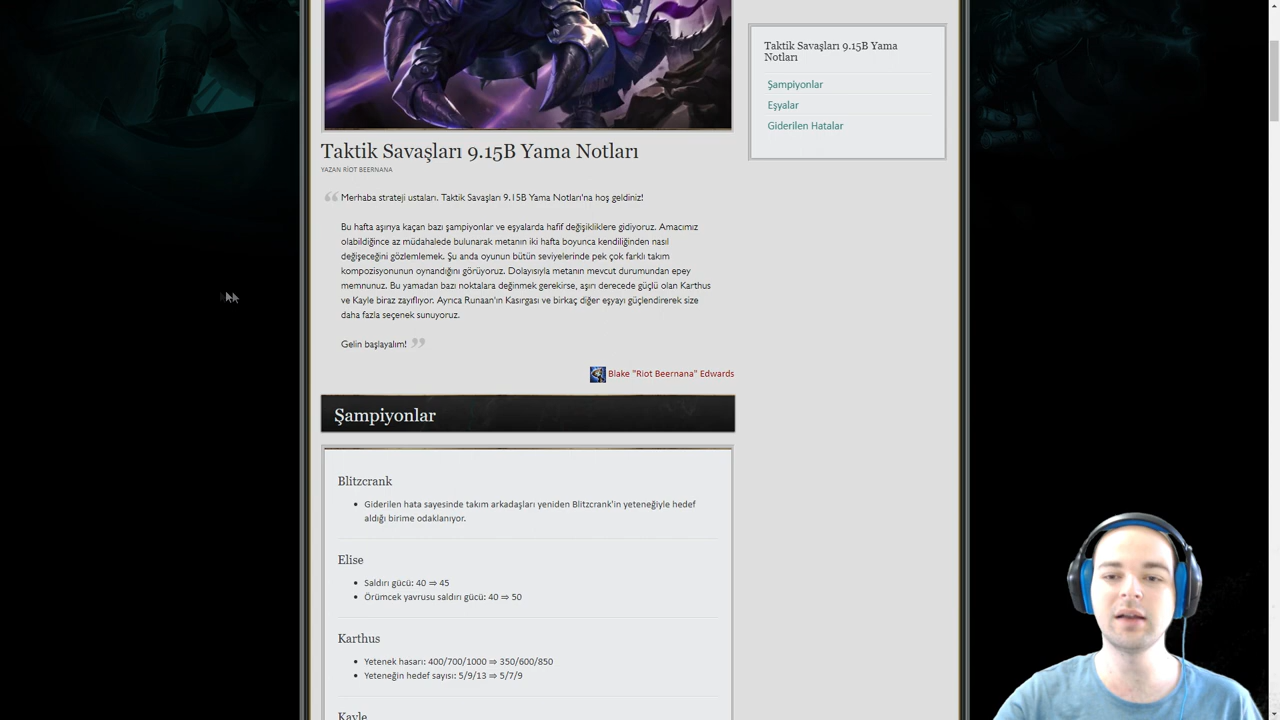 Taktik Savaşları 9.15B Yama Notları
YAZAN RİOT BEERNANA
Merhaba strateji ustaları. Taktik Savaşları 9.15B Yama Notları'na hoş geldiniz!
Bu hafta aşırıya kaçan bazı şampiyonlar ve eşyalarda hafif değişikliklere gidiyoruz. Amacımız
olabildiğince az müdahalede bulunarak metanın iki hafta boyunca kendiliğinden nasıl
değişeceğini gözlemlemek. Şu anda oyunun bütün seviyelerinde pek çok farklı takım
kompozisyonunun oynandığını görüyoruz. Dolayısıyla metanın mevcut durumundan epey
memnunuz. Bu yamadan bazı noktalara değinmek gerekirse, aşırı derecede güçlü olan Karthus
ve Kayle biraz zayıflıyor. Ayrıca Runaan'ın Kasırgası ve birkaç diğer eşyayı güçlendirerek size
daha fazla seçenek sunuyoruz.
Gelin başlayalım!
Blake "Riot Beernana" Edwards
Şampiyonlar
Blitzcrank
• Giderilen hata sayesinde takım arkadaşları yeniden Blitzcrank'in yeteneğiyle hedef
aldığı birime odaklanıyor.
Elise
• Saldırı gücü: 40 ⇒ 45
• Örümcek yavrusu saldırı gücü: 40 ⇒ 50
Karthus
• Yetenek hasarı: 400/700/1000 ⇒ 350/600/850
• Yeteneğin hedef sayısı: 5/9/13 ⇒ 5/7/9
Kayle
Taktik Savaşları 9.15B Yama
Notları
Şampiyonlar
Eşyalar
Giderilen Hatalar